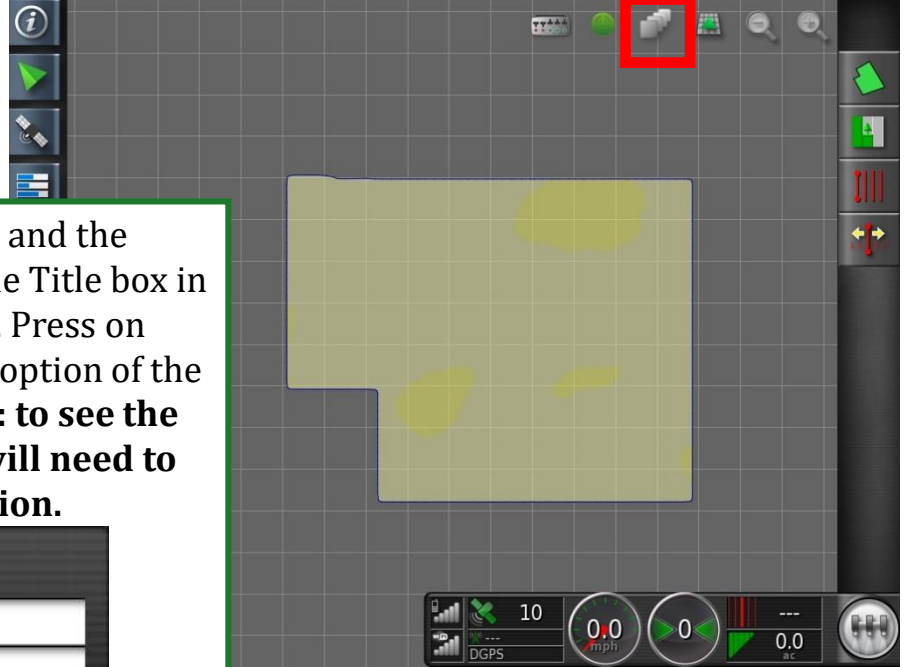 and the
e Title box in
. Press on
option of the
: to see the
will need to
ion.
10
---
DGPS
0.0
mph
0
---
0.0
ac